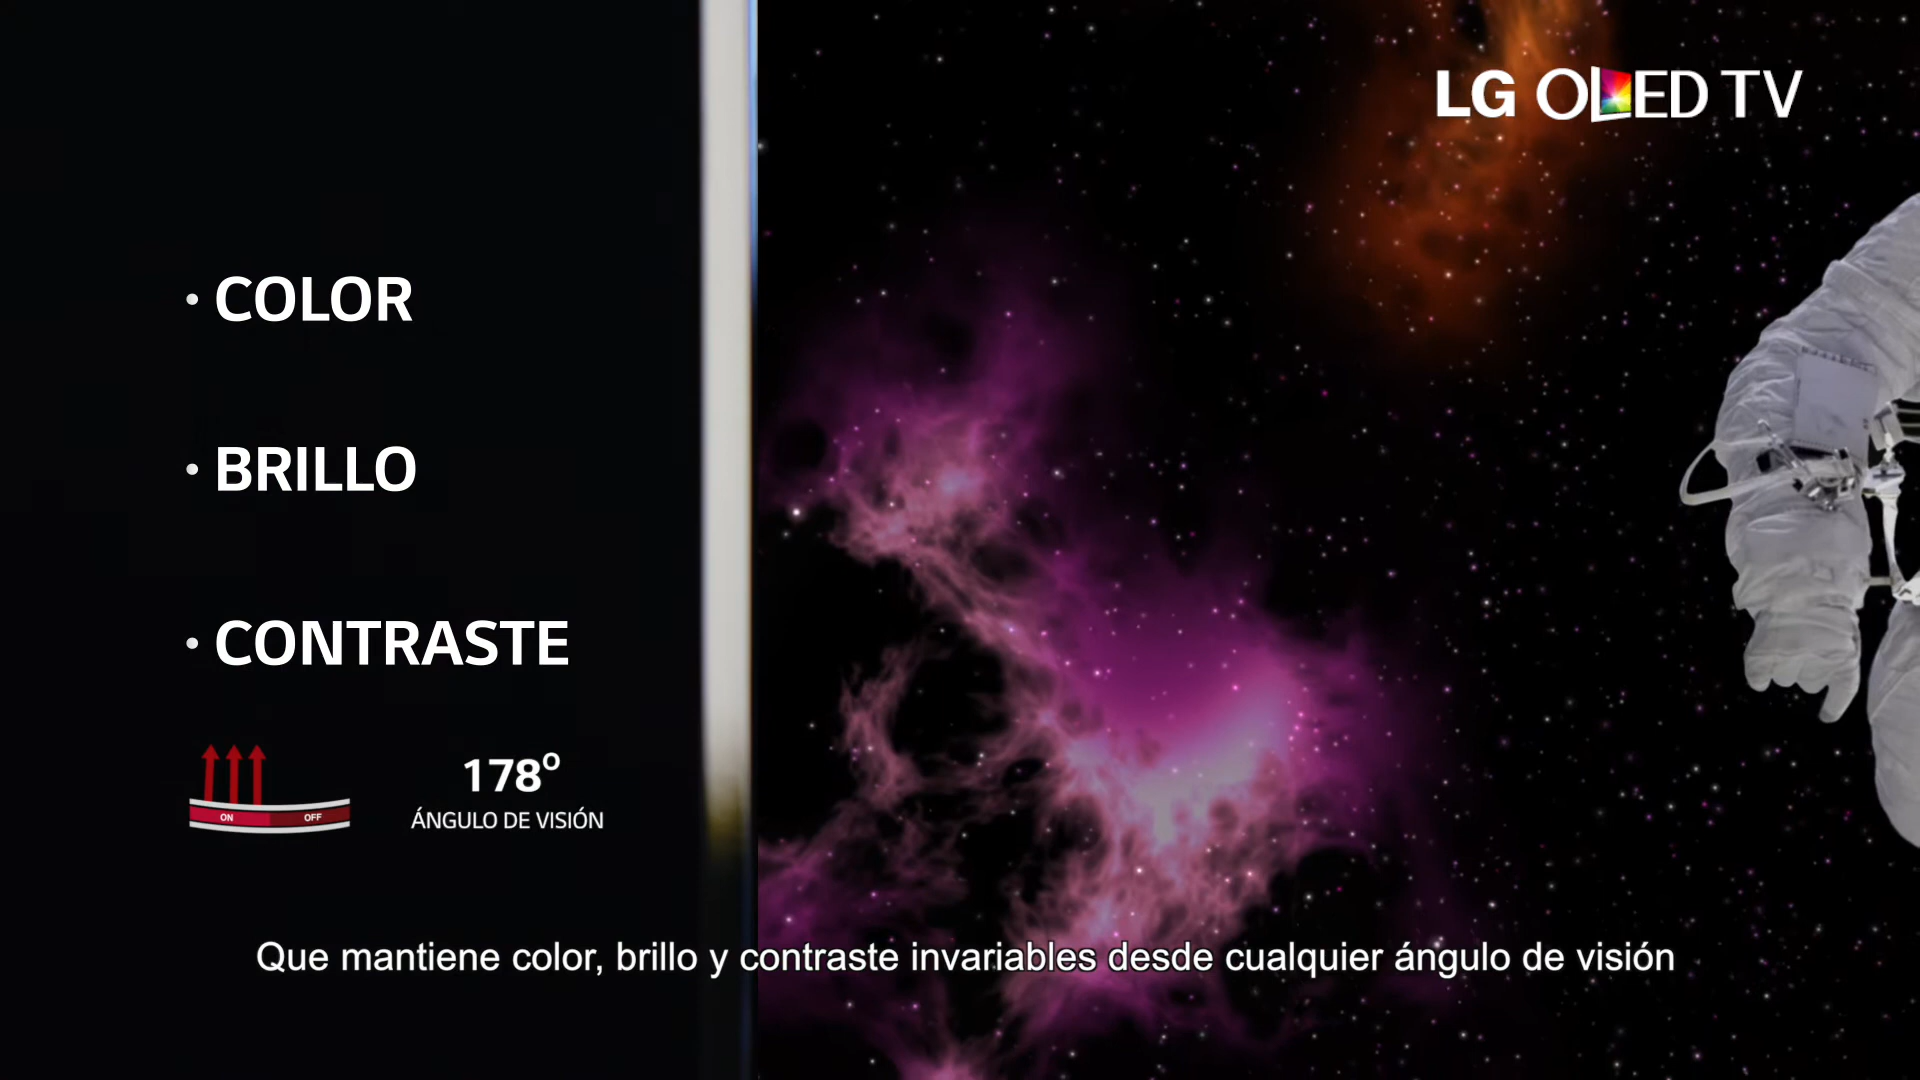 LG OLED TV
· COLOR
· BRILLO
· CONTRASTE
ON OFF
178º
ÁNGULO DE VISIÓN
Que mantiene color, brillo y contraste invariables desde cualquier ángulo de visión